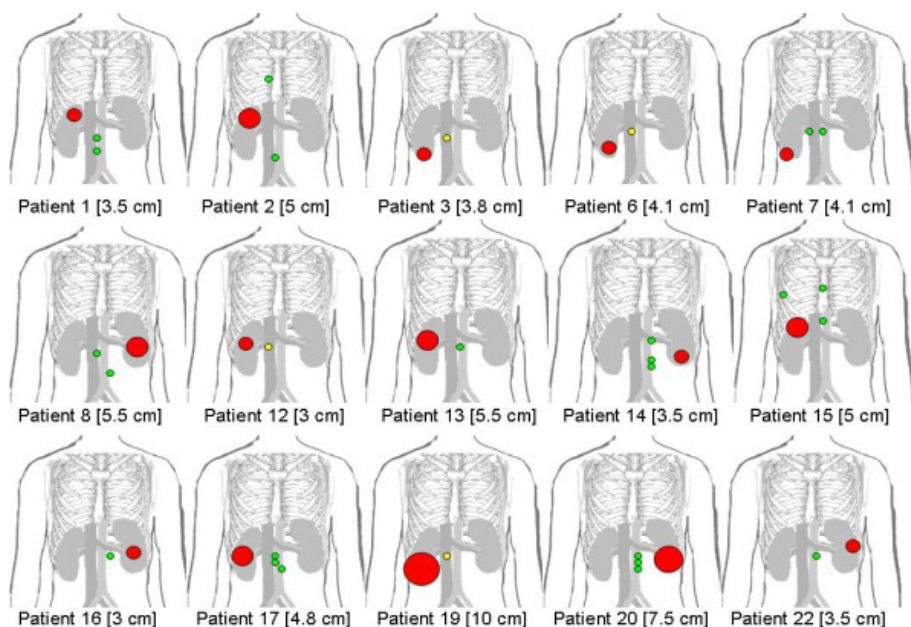 Patient 1 [3.5 cm] Patient 2 [5 cm] Patient 3 [3.8 cm] Patient 6 [4.1 cm] Patient 7 [4.1 cm]
Patient 8 [5.5 cm] Patient 12 [3 cm] Patient 13 [5.5 cm] Patient 14 [3.5 cm] Patient 15 [5 cm]
Patient 16 [3 cm] Patient 17 [4.8 cm] Patient 19 [10 cm] Patient 20 [7.5 cm] Patient 22 [3.5 cm]